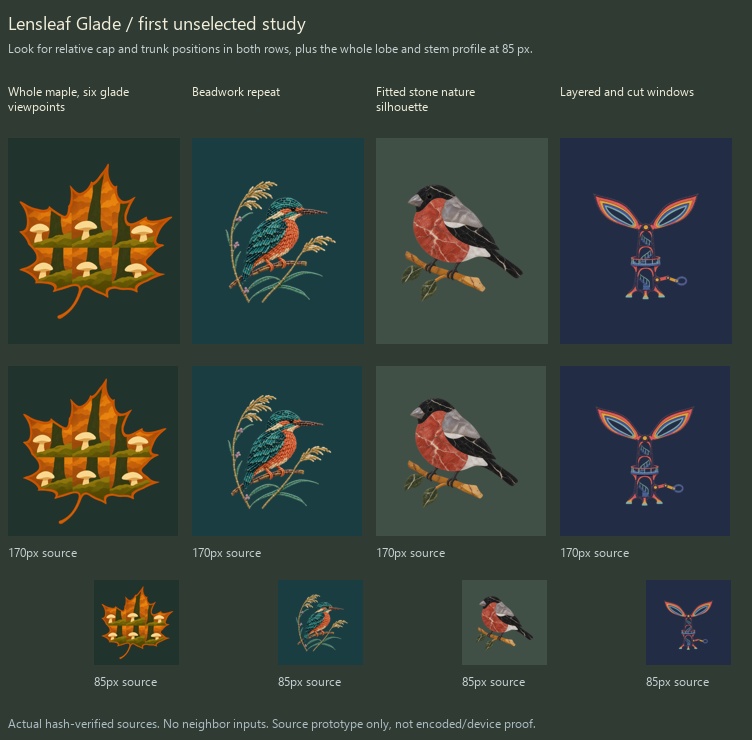 Lensleaf Glade / first unselected study
Look for relative cap and trunk positions in both rows, plus the whole lobe and stem profile at 85 px.
Whole maple, six glade
viewpoints
Beadwork repeat
Fitted stone nature
silhouette
Layered and cut windows
170px source
170px source
170px source
170px source
85px source
85px source
85px source
85px source
Actual hash-verified sources. No neighbor inputs. Source prototype only, not encoded/device proof.